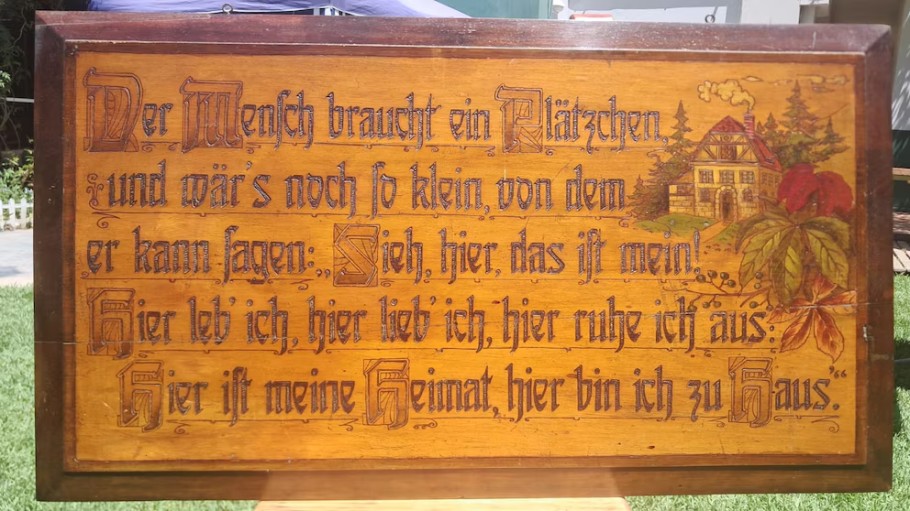 Der Mensch braucht ein Plätzchen,
und wär's noch so klein, von dem
er kann sagen: „Sieh, hier, das ist mein!
Hier leb' ich, hier lieb' ich, hier ruhe ich aus:
Hier ist meine Heimat, hier bin ich zu Haus'.“